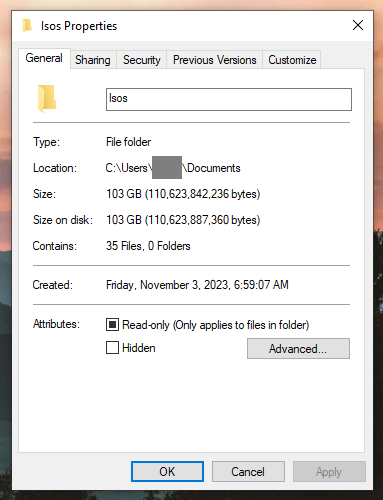 Isos Properties
General Sharing Security Previous Versions Customize
Isos
Type: File folder
Location: C:\Users\ \Documents
Size: 103 GB (110,623,842,236 bytes)
Size on disk: 103 GB (110,623,887,360 bytes)
Contains: 35 Files, 0 Folders
Created: Friday, November 3, 2023, 6:59:07 AM
Attributes: Read-only (Only applies to files in folder)
Hidden Advanced...
OK Cancel Apply